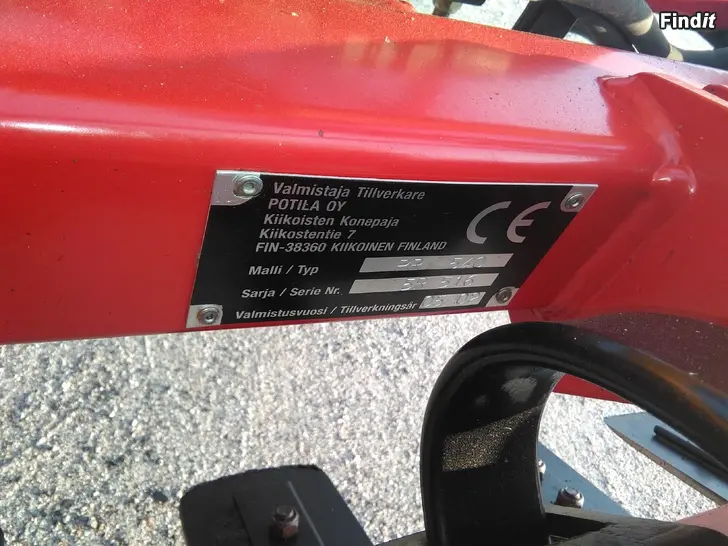 Findit
Valmistaja Tillverkare
POTILA OY
Kiikoisten Konepaja
Kiikostentie 7
FIN-38360 KIIKOINEN FINLAND
CE
Malli / Typ 540
Sarja / Serie Nr.
Valmistusvuosi / Tillverkningsår